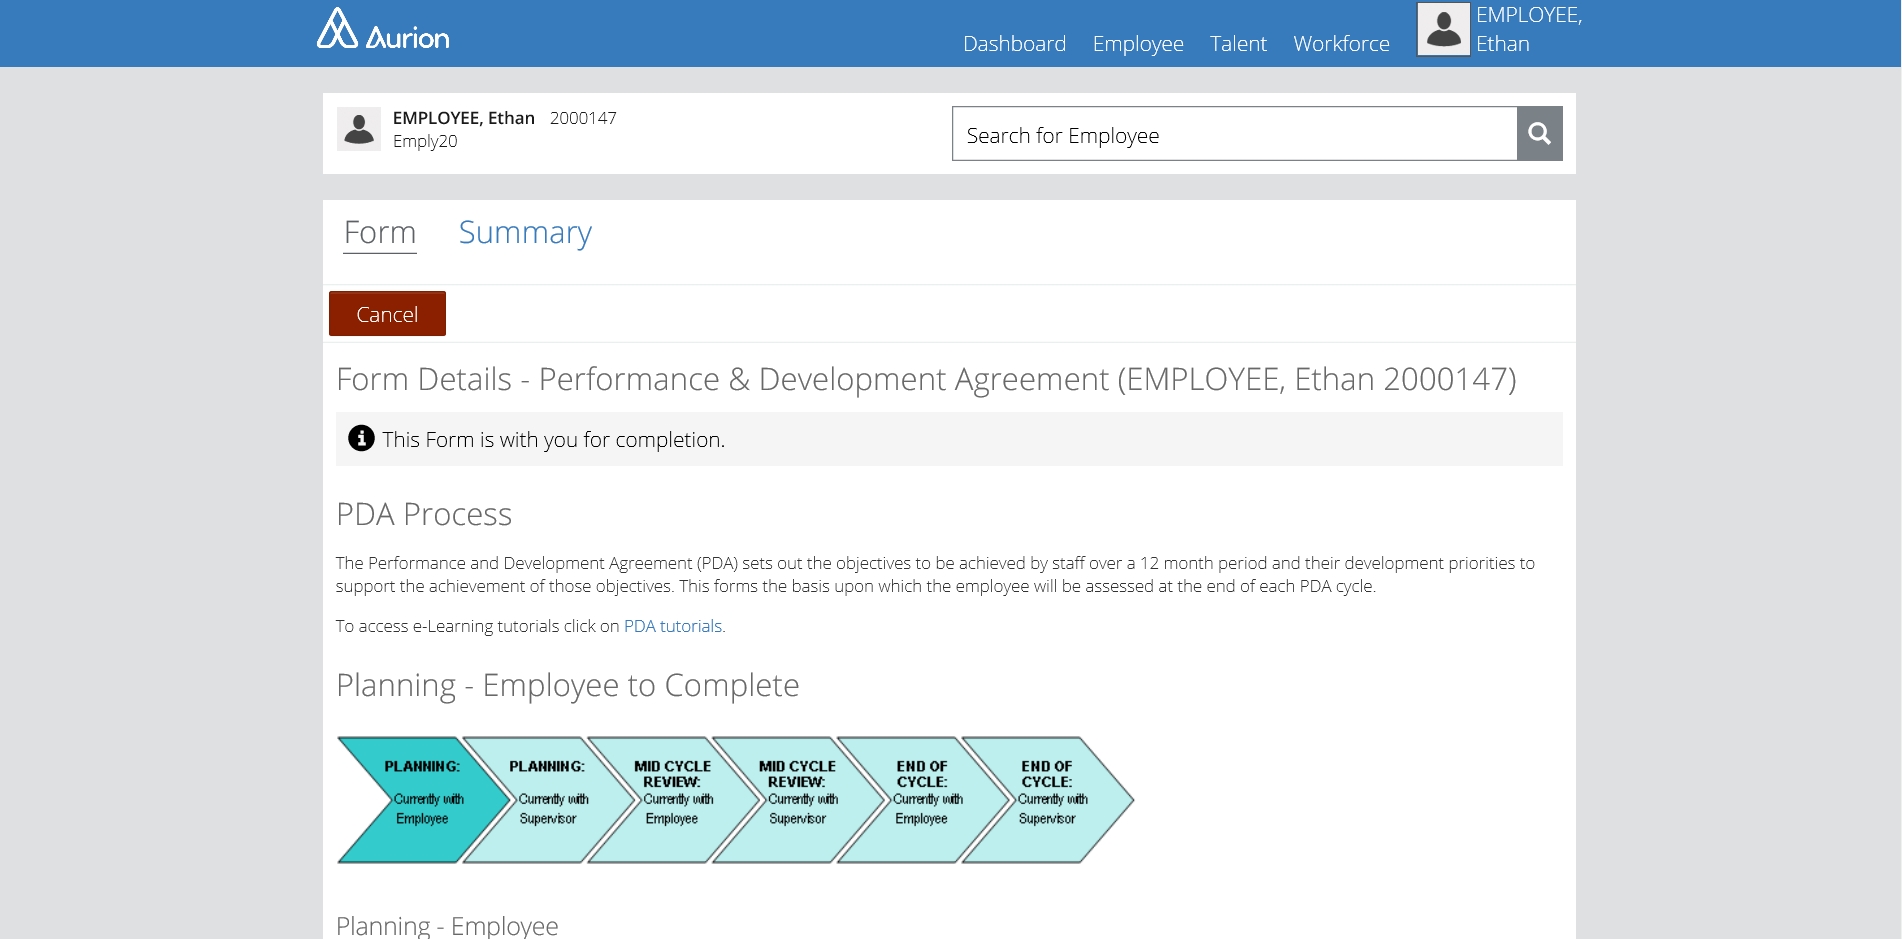 Aurion
Dashboard Employee Talent Workforce
EMPLOYEE,
Ethan
EMPLOYEE, Ethan 2000147
Emply20
Search for Employee
Form Summary
Cancel
Form Details - Performance & Development Agreement (EMPLOYEE, Ethan 2000147)
This Form is with you for completion.
PDA Process
The Performance and Development Agreement (PDA) sets out the objectives to be achieved by staff over a 12 month period and their development priorities to
support the achievement of those objectives. This forms the basis upon which the employee will be assessed at the end of each PDA cycle.
To access e-Learning tutorials click on PDA tutorials.
Planning - Employee to Complete
PLANNING:
Currently with
Employee
PLANNING:
Currently with
Supervisor
MID CYCLE
REVIEW:
Currently with
Employee
MID CYCLE
REVIEW:
Currently with
Supervisor
END OF
CYCLE:
Currently with
Employee
END OF
CYCLE:
Currently with
Supervisor
Planning - Employee